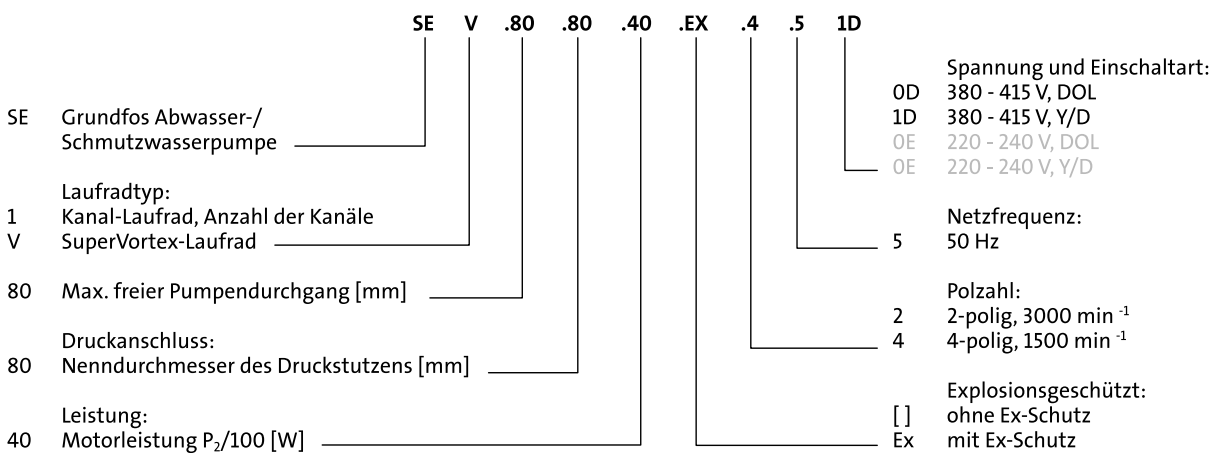 SE V .80 .80 .40 .EX .4 .5 1D
SE Grundfos Abwasser-/
Schmutzwasserpumpe
Laufradtyp:
1 Kanal-Laufrad, Anzahl der Kanäle
V SuperVortex-Laufrad
80 Max. freier Pumpendurchgang [mm]
Druckanschluss:
80 Nenndurchmesser des Druckstutzens [mm]
Leistung:
40 Motorleistung P₂/100 [W]
Spannung und Einschaltart:
0D 380 - 415 V, DOL
1D 380 - 415 V, Y/D
0E 220 - 240 V, DOL
0E 220 - 240 V, Y/D
Netzfrequenz:
5 50 Hz
Polzahl:
2 2-polig, 3000 min ⁻¹
4 4-polig, 1500 min ⁻¹
Explosionsgeschützt:
[ ] ohne Ex-Schutz
Ex mit Ex-Schutz